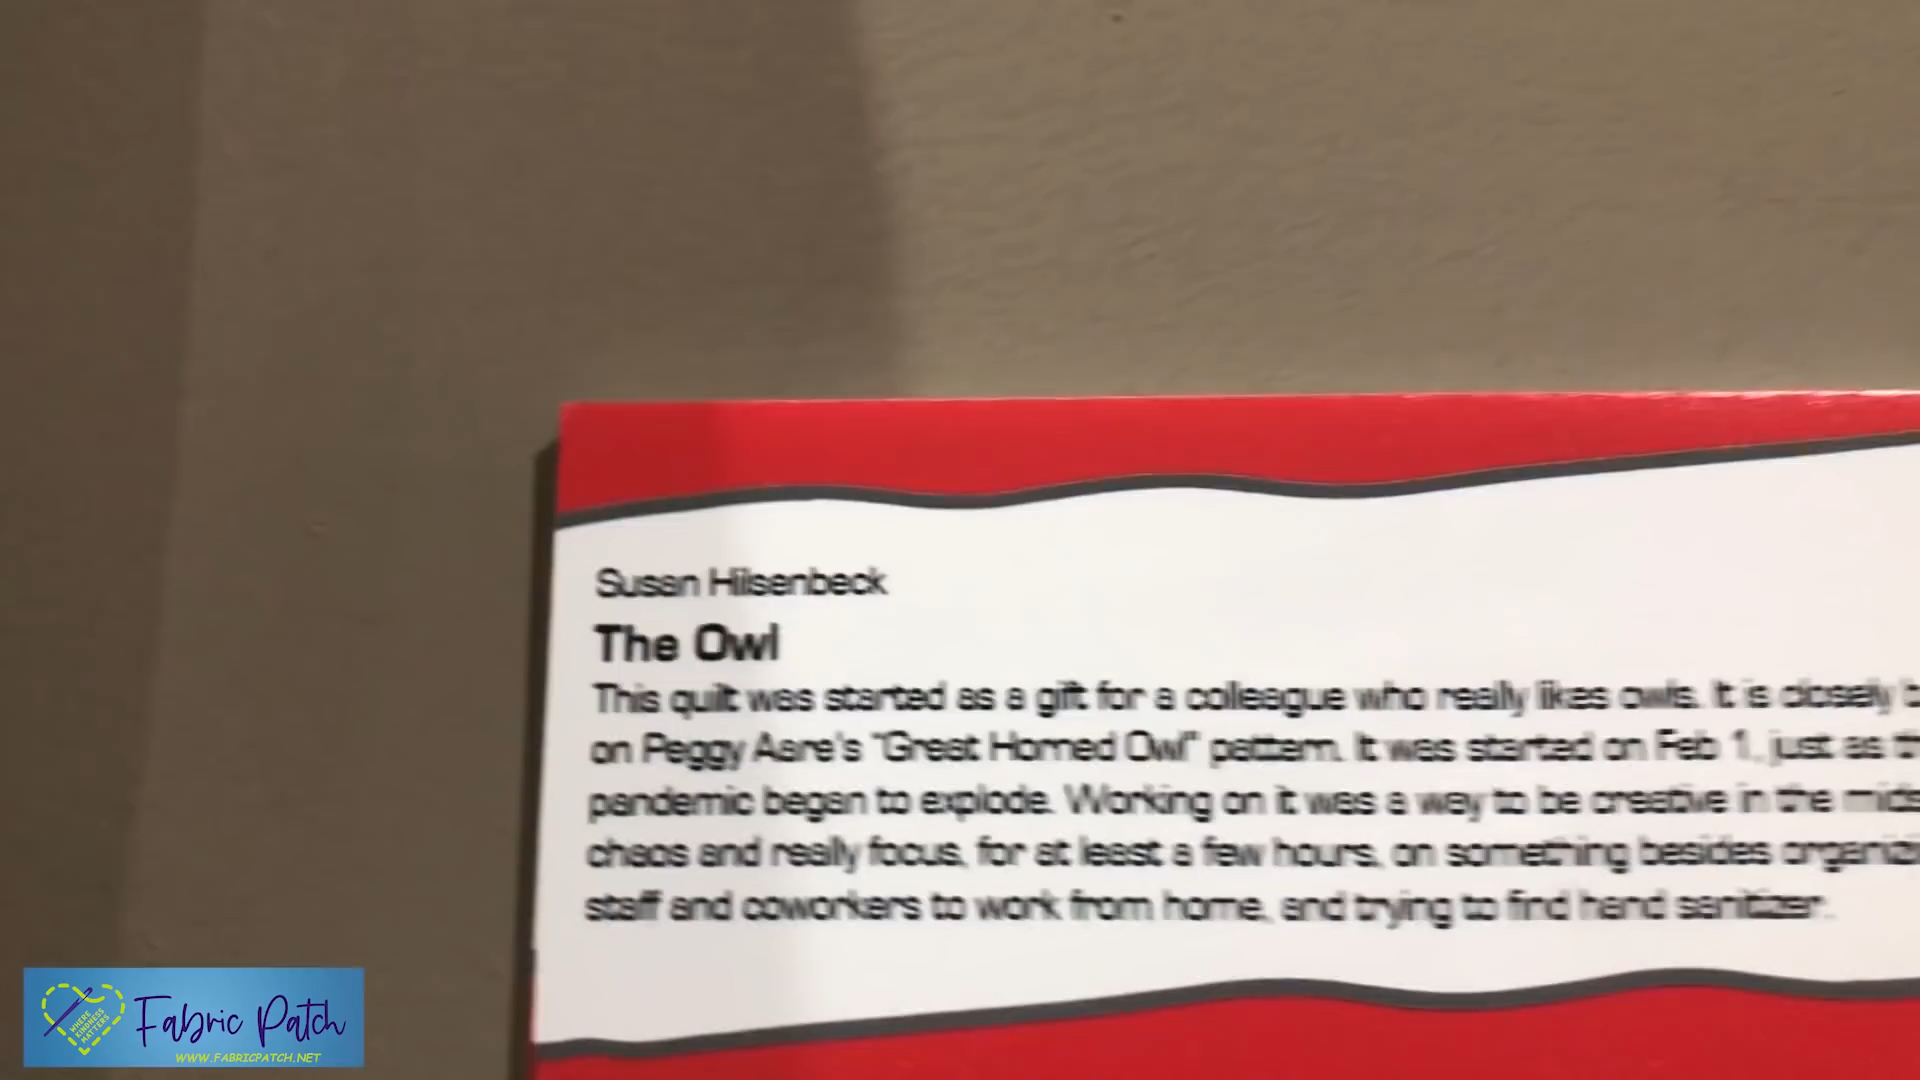 Susan Hilsenbeck
The Owl
This quilt was started as a gift for a colleague who really likes owls. It is closely
on Peggy Aare's "Great Horned Owl" pattern. It was started on Feb 1, just as
pandemic began to explode. Working on it was a way to be creative in the
chaos and really focus, for at least a few hours, on something besides
staff and coworkers to work from home, and trying to find hand sanitizer.
WHERE
KINDNESS
MATTERS
Fabric Patch
WWW.FABRICPATCH.NET